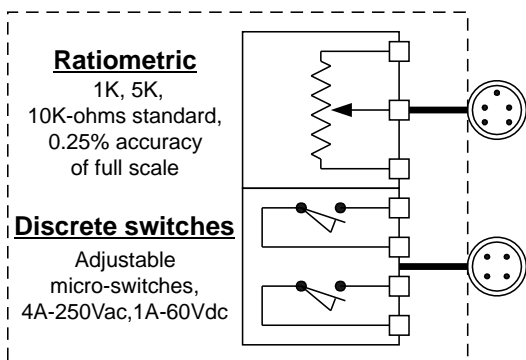 Ratiometric
1K, 5K,
10K-ohms standard,
0.25% accuracy
of full scale
Discrete switches
Adjustable
micro-switches,
4A-250Vac,1A-60Vdc